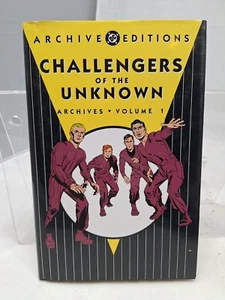 ARCHIVE DC EDITIONS
CHALLENGERS
OF THE
UNKNOWN
ARCHIVES • VOLUME 1